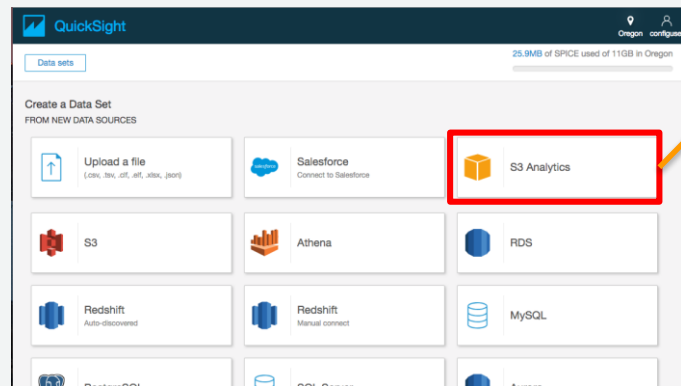 QuickSight
Oregon
configuse
Data sets
25.9MB of SPICE used of 11GB in Oregon
Create a Data Set
FROM NEW DATA SOURCES
Upload a file
(.csv, .tsv, .clf, .elf, .xlsx, .json)
salesforce
Salesforce
Connect to Salesforce
S3 Analytics
S3
Athena
RDS
Redshift
Auto-discovered
Redshift
Manual connect
MySQL